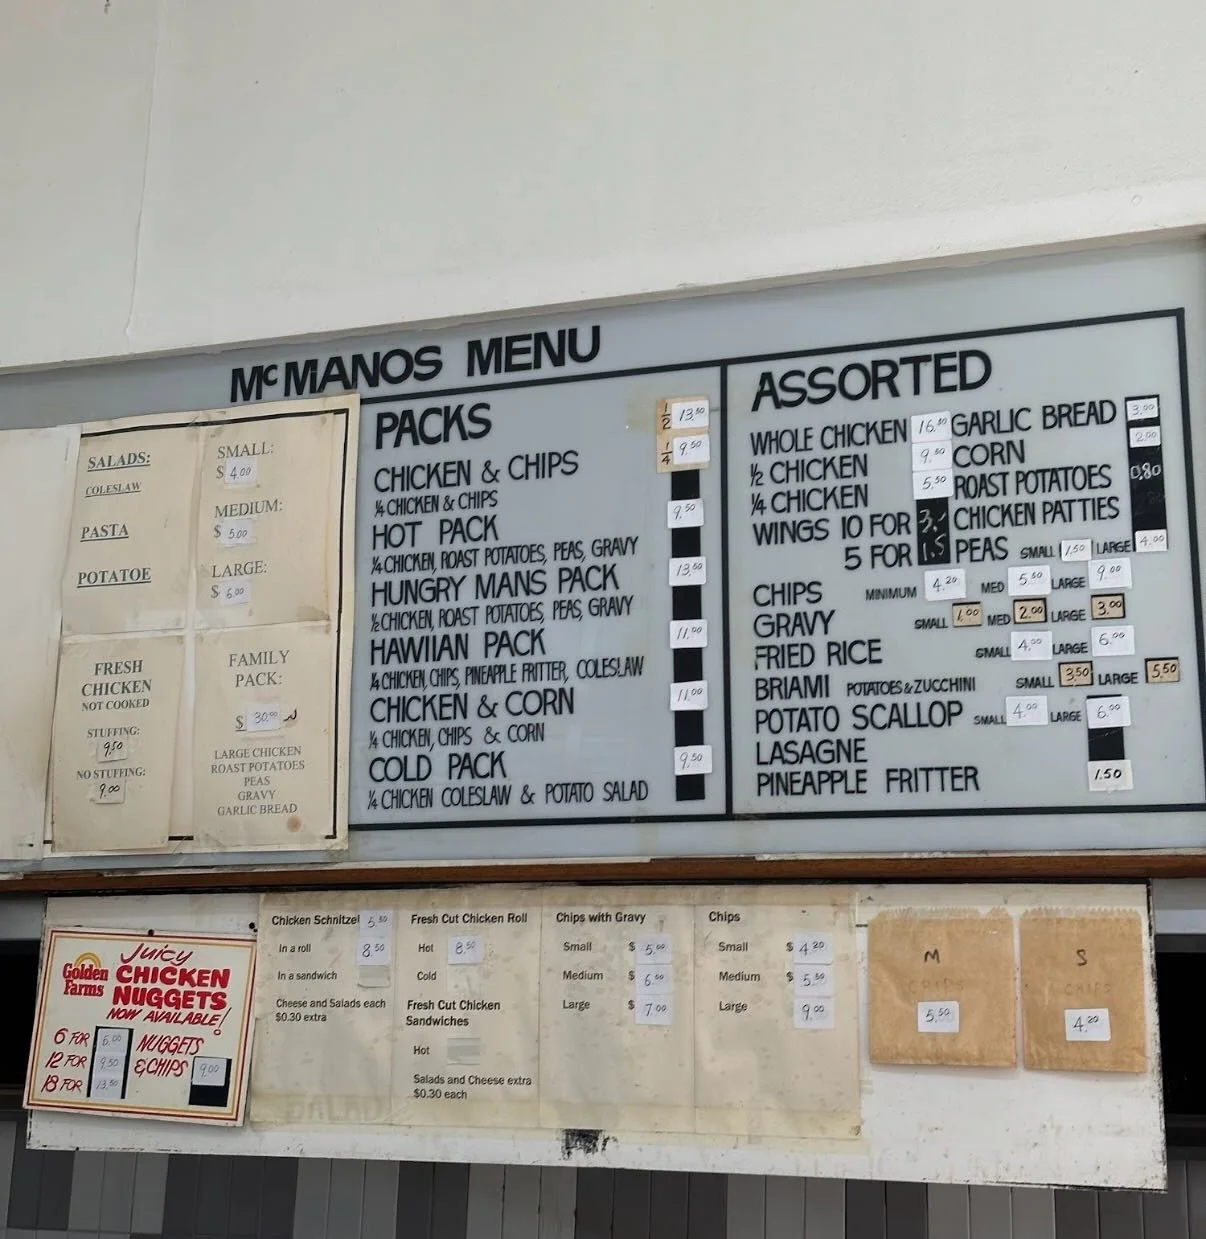 McMANOS MENU
SALADS:
COLESLAW
PASTA
POTATOE
SMALL:
$ 4.00
MEDIUM:
$ 5.00
LARGE:
$ 6.00
FRESH
CHICKEN
NOT COOKED
STUFFING:
9.50
NO STUFFING:
9.00
FAMILY
PACK:
$ 30.00
LARGE CHICKEN
ROAST POTATOES
PEAS
GRAVY
GARLIC BREAD
PACKS
1/2 13.50
CHICKEN & CHIPS 1/4 9.50
1/4 CHICKEN & CHIPS
HOT PACK 9.50
1/4 CHICKEN, ROAST POTATOES, PEAS, GRAVY
HUNGRY MANS PACK 13.50
1/2 CHICKEN, ROAST POTATOES, PEAS, GRAVY
HAWIIAN PACK 11.00
1/4 CHICKEN, CHIPS, PINEAPPLE FRITTER, COLESLAW
CHICKEN & CORN 11.00
1/4 CHICKEN, CHIPS & CORN
COLD PACK 9.50
1/4 CHICKEN COLESLAW & POTATO SALAD
ASSORTED
WHOLE CHICKEN 16.50 GARLIC BREAD 3.00
1/2 CHICKEN 9.50 CORN 2.00
1/4 CHICKEN 5.50 ROAST POTATOES 0.80
WINGS 10 FOR 3,- CHICKEN PATTIES
5 FOR 1.5 PEAS SMALL 1.50 LARGE 4.00
CHIPS MINIMUM 4.20 MED 5.50 LARGE 9.00
GRAVY SMALL 1.00 MED 2.00 LARGE 3.00
FRIED RICE SMALL 4.00 LARGE 6.00
BRIAMI POTATOES & ZUCCHINI SMALL 3.50 LARGE 5.50
POTATO SCALLOP SMALL 4.00 LARGE 6.00
LASAGNE
PINEAPPLE FRITTER 1.50
Golden
Farms
Juicy
CHICKEN
NUGGETS
NOW AVAILABLE!
6 FOR 5.00
12 FOR 9.50
18 FOR 13.50
NUGGETS
& CHIPS 9.00
Chicken Schnitzel 5.50
In a roll 8.50
In a sandwich
Cheese and Salads each
$0.30 extra
Fresh Cut Chicken Roll
Hot 8.50
Cold
Fresh Cut Chicken
Sandwiches
Hot
Salads and Cheese extra
$0.30 each
Chips with Gravy
Small $ 5.00
Medium $ 6.00
Large $ 7.00
Chips
Small $ 4.20
Medium $ 5.50
Large 9.00
M
CHIPS
5.50
S
CHIPS
4.20